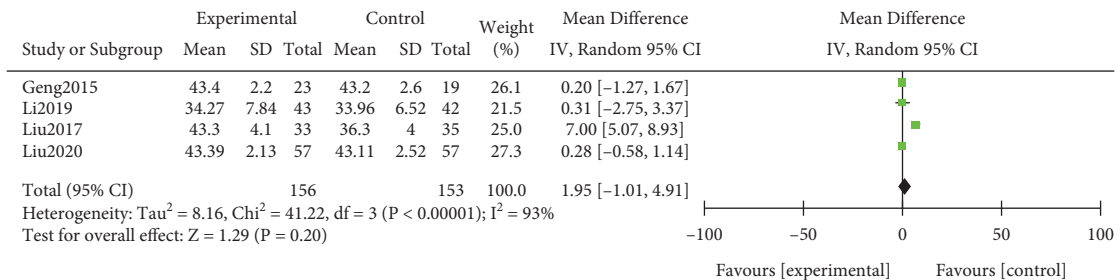 Experimental Control Weight Mean Difference Mean Difference
Study or Subgroup Mean SD Total Mean SD Total (%) IV, Random 95% CI IV, Random 95% CI
Geng2015 43.4 2.2 23 43.2 2.6 19 26.1 0.20 [–1.27, 1.67]
Li2019 34.27 7.84 43 33.96 6.52 42 21.5 0.31 [–2.75, 3.37]
Liu2017 43.3 4.1 33 36.3 4 35 25.0 7.00 [5.07, 8.93]
Liu2020 43.39 2.13 57 43.11 2.52 57 27.3 0.28 [–0.58, 1.14]
Total (95% CI) 156 153 100.0 1.95 [–1.01, 4.91]
Heterogeneity: Tau² = 8.16, Chi² = 41.22, df = 3 (P < 0.00001); I² = 93%
Test for overall effect: Z = 1.29 (P = 0.20)
–100 –50 0 50 100
Favours [experimental] Favours [control]